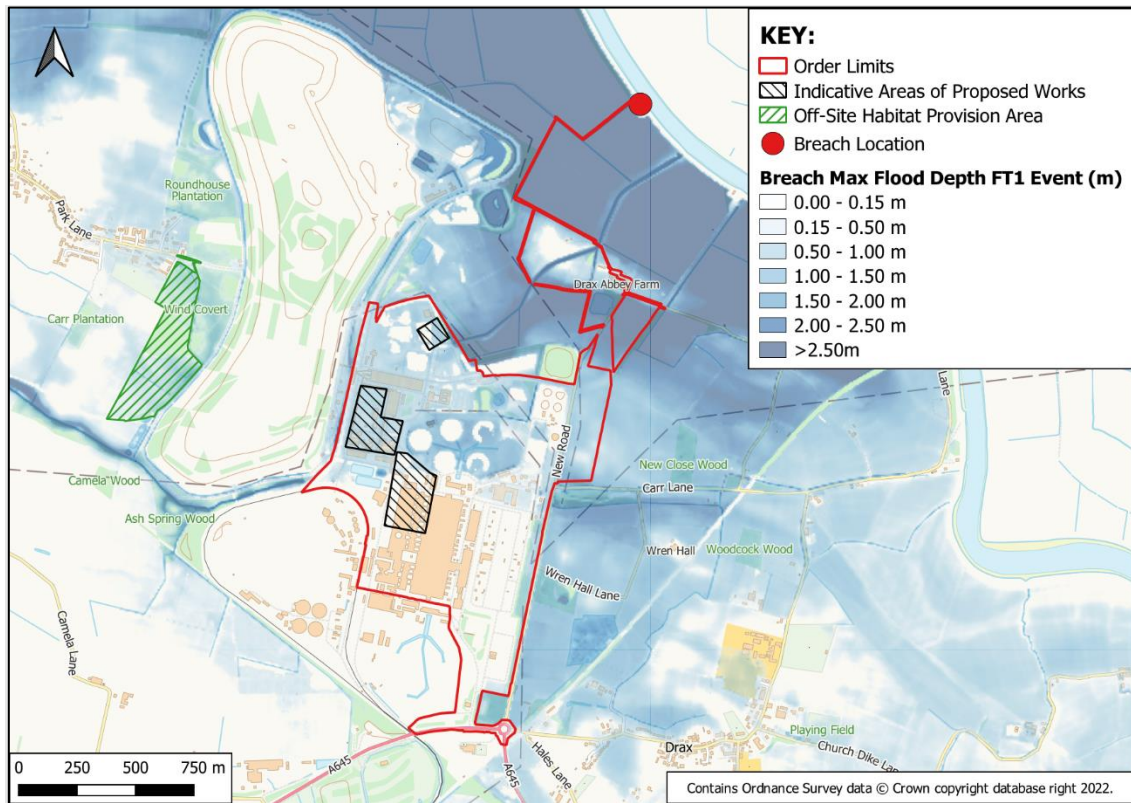 KEY:
Order Limits
Indicative Areas of Proposed Works
Off-Site Habitat Provision Area
Breach Location
Breach Max Flood Depth FT1 Event (m)
0.00 - 0.15 m
0.15 - 0.50 m
0.50 - 1.00 m
1.00 - 1.50 m
1.50 - 2.00 m
2.00 - 2.50 m
>2.50m
Roundhouse
Plantation
Park Lane
Wind Covert
Carr Plantation
Drax Abbey Farm
Lane
New Road
New Close Wood
Carr Lane
Camela Wood
Ash Spring Wood
Wren Hall
Woodcock Wood
Wren Hall Lane
Camela Lane
Playing Field
Drax
Church Dike Lane
Hales Lane
A645
A645
0 250 500 750 m
Contains Ordnance Survey data © Crown copyright database right 2022.